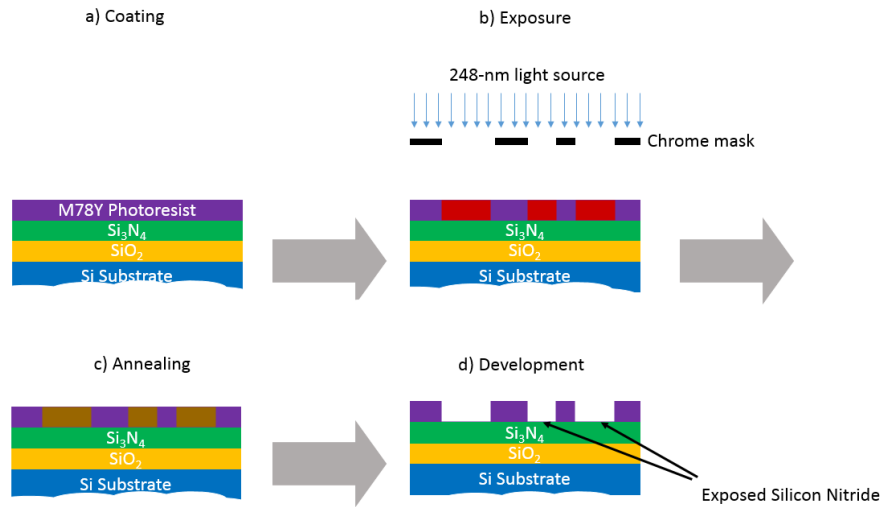 a) Coating
b) Exposure
248-nm light source
Chrome mask
M78Y Photoresist
Si₃N₄
SiO₂
Si Substrate
Si₃N₄
SiO₂
Si Substrate
c) Annealing
d) Development
Si₃N₄
SiO₂
Si Substrate
Si₃N₄
SiO₂
Si Substrate
Exposed Silicon Nitride